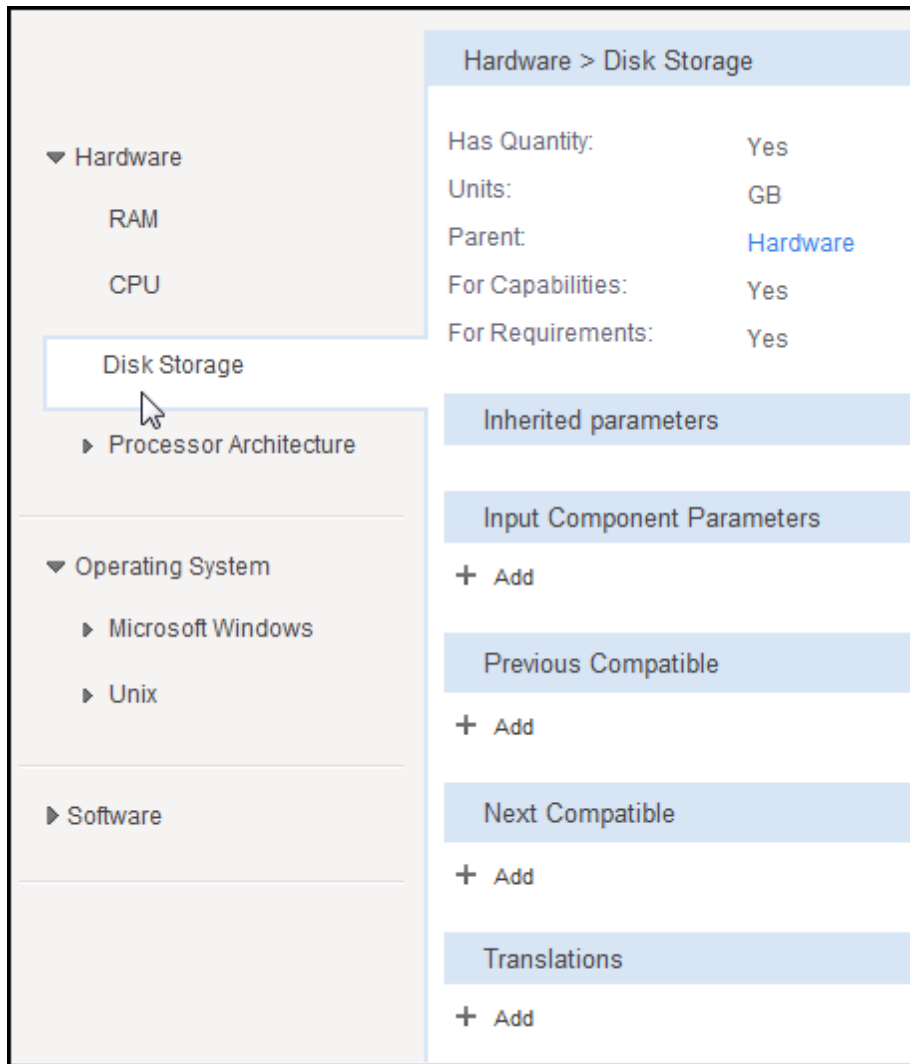 Hardware > Disk Storage
Hardware
RAM
CPU
Disk Storage
Processor Architecture
Operating System
Microsoft Windows
Unix
Software
Has Quantity: Yes
Units: GB
Parent: Hardware
For Capabilities: Yes
For Requirements: Yes
Inherited parameters
Input Component Parameters
+ Add
Previous Compatible
+ Add
Next Compatible
+ Add
Translations
+ Add